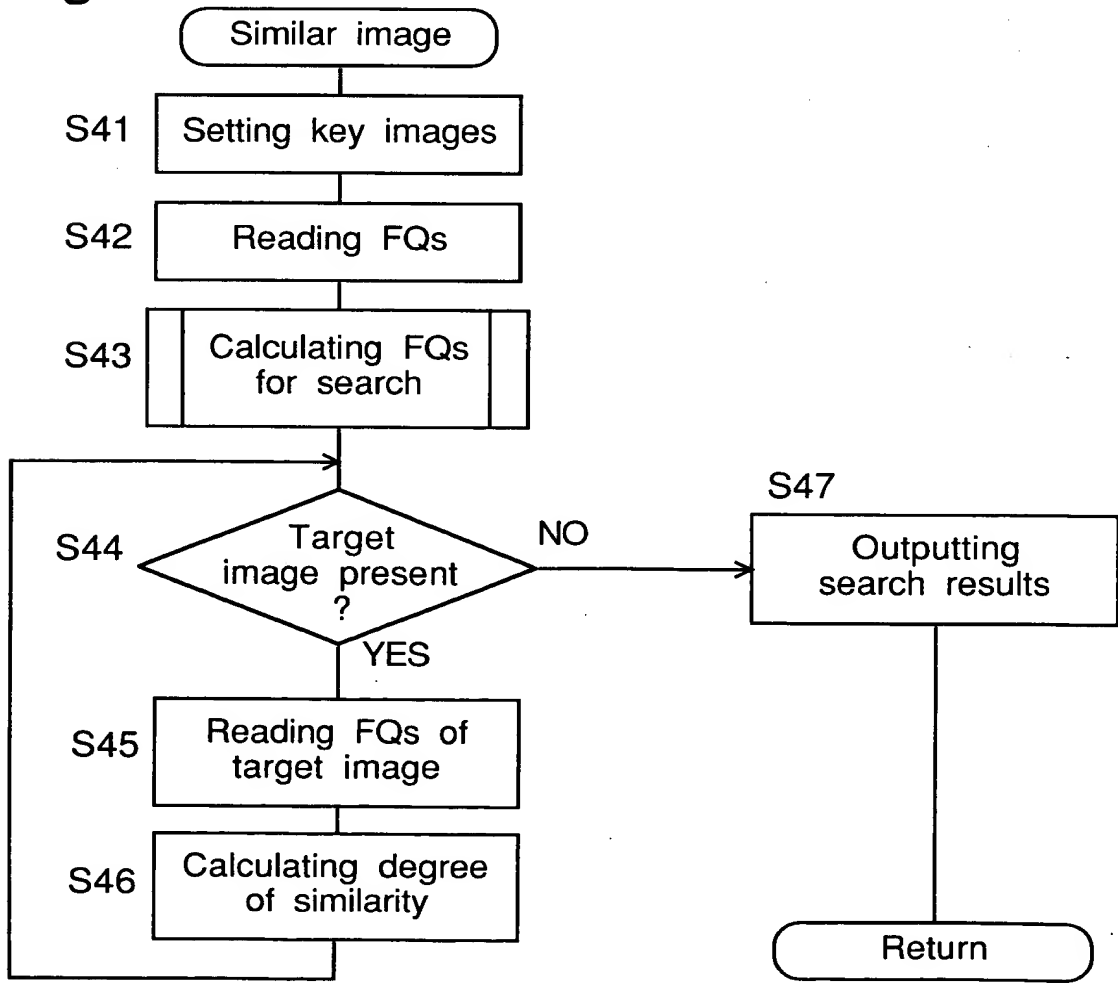 Similar image
S41
Setting key images
S42
Reading FQs
S43
Calculating FQs
for search
S44
Target
image present
?
NO
YES
S47
Outputting
search results
S45
Reading FQs of
target image
S46
Calculating degree
of similarity
Return